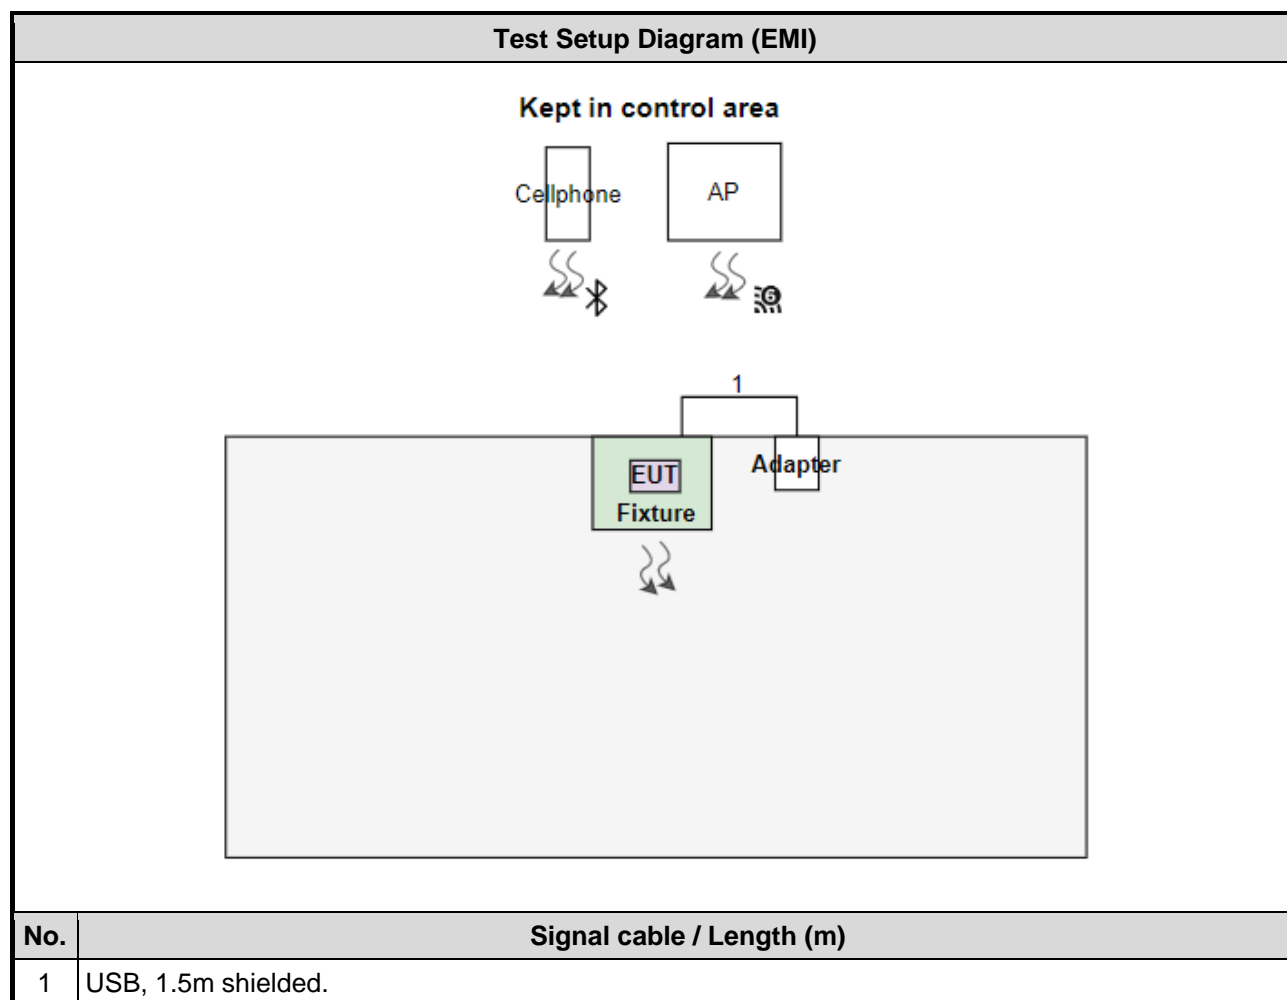 Test Setup Diagram (EMI)
Kept in control area
Cellphone
AP
6
1
EUT
Adapter
Fixture
No. Signal cable / Length (m)
1 USB, 1.5m shielded.